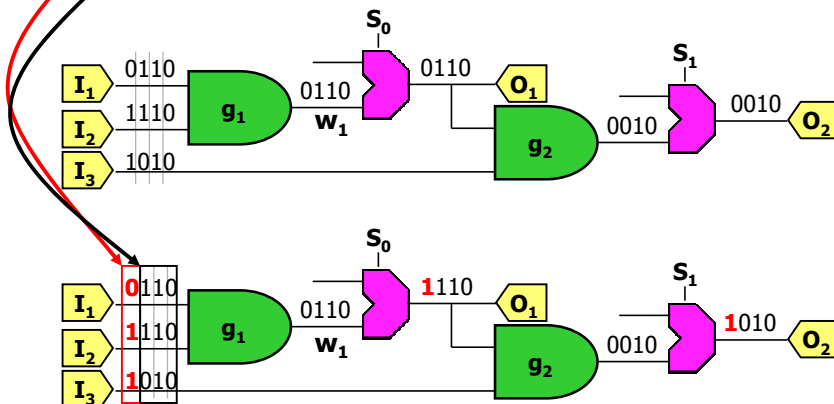 S0
S1
I1 0110 0110 0110 O1
g1 0010
I2 1110 w1 O2
g2 0010
I3 1010
S0
S1
I1 0110 0110 1110 O1
g1 1010
I2 1110 w1 O2
g2 0010
I3 1010